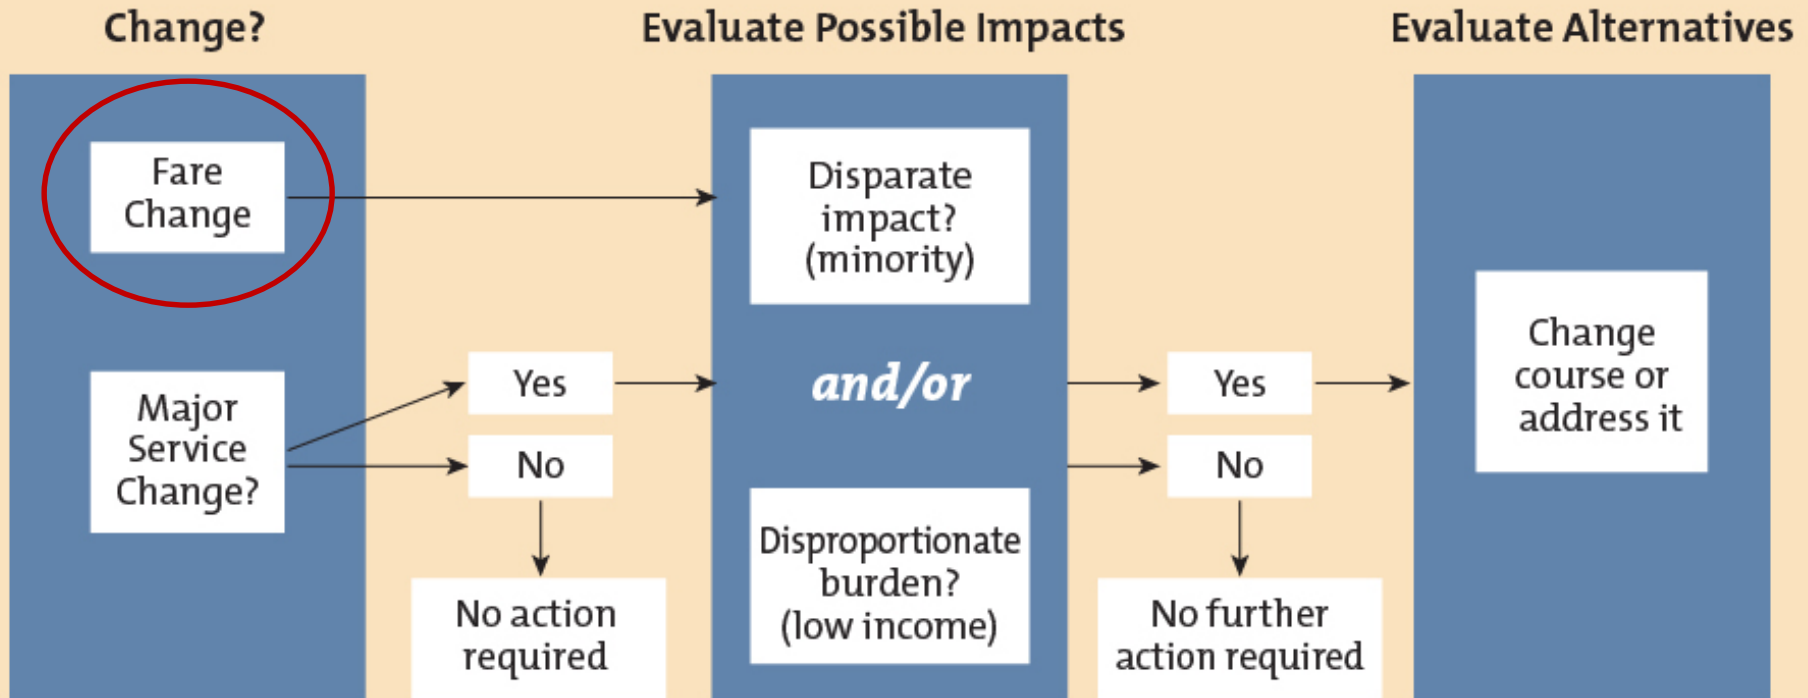 Change?
Evaluate Possible Impacts
Evaluate Alternatives
Fare
Change
Major
Service
Change?
Yes
No
No action
required
Disparate
impact?
(minority)
and/or
Disproportionate
burden?
(low income)
Yes
No
No further
action required
Change
course or
address it